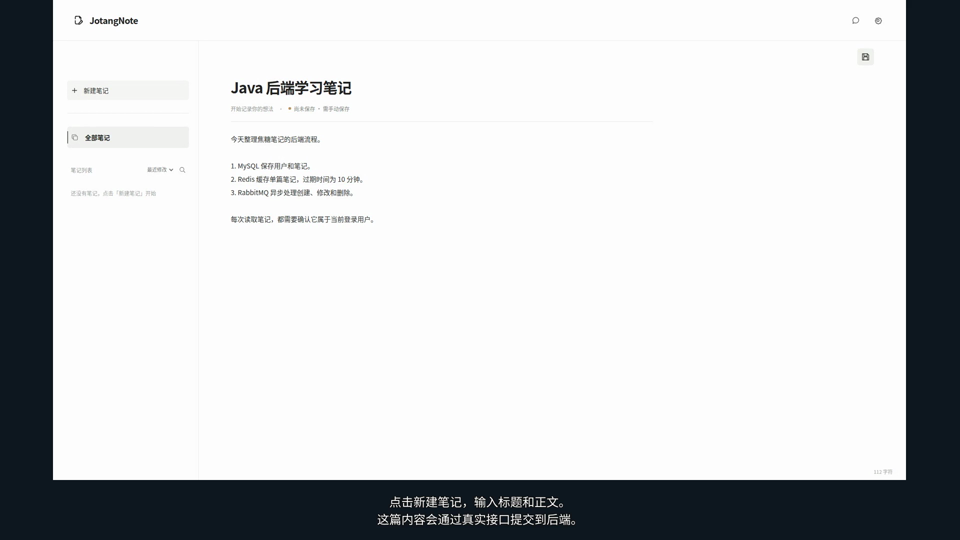 JotangNote
新建笔记
全部笔记
笔记列表
最近修改
还没有笔记，点击「新建笔记」开始
Java 后端学习笔记
开始记录你的想法 · 尚未保存 · 需手动保存
今天整理焦糖笔记的后端流程。
1. MySQL 保存用户和笔记。
2. Redis 缓存单篇笔记，过期时间为 10 分钟。
3. RabbitMQ 异步处理创建、修改和删除。
每次读取笔记，都需要确认它属于当前登录用户。
112 字符
点击新建笔记，输入标题和正文。
这篇内容会通过真实接口提交到后端。